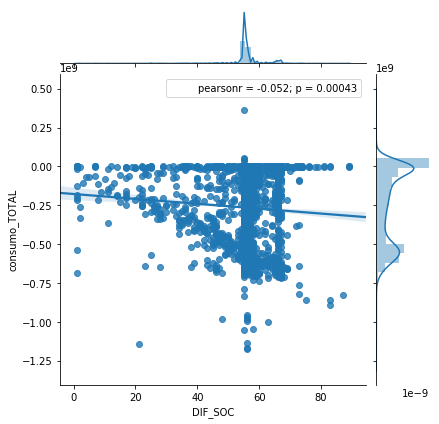 1e9
1e9
pearsonr = -0.052; p = 0.00043
0.50
0.25
0.00
−0.25
−0.50
−0.75
−1.00
−1.25
consumo_TOTAL
0 20 40 60 80
1e−9
DIF_SOC